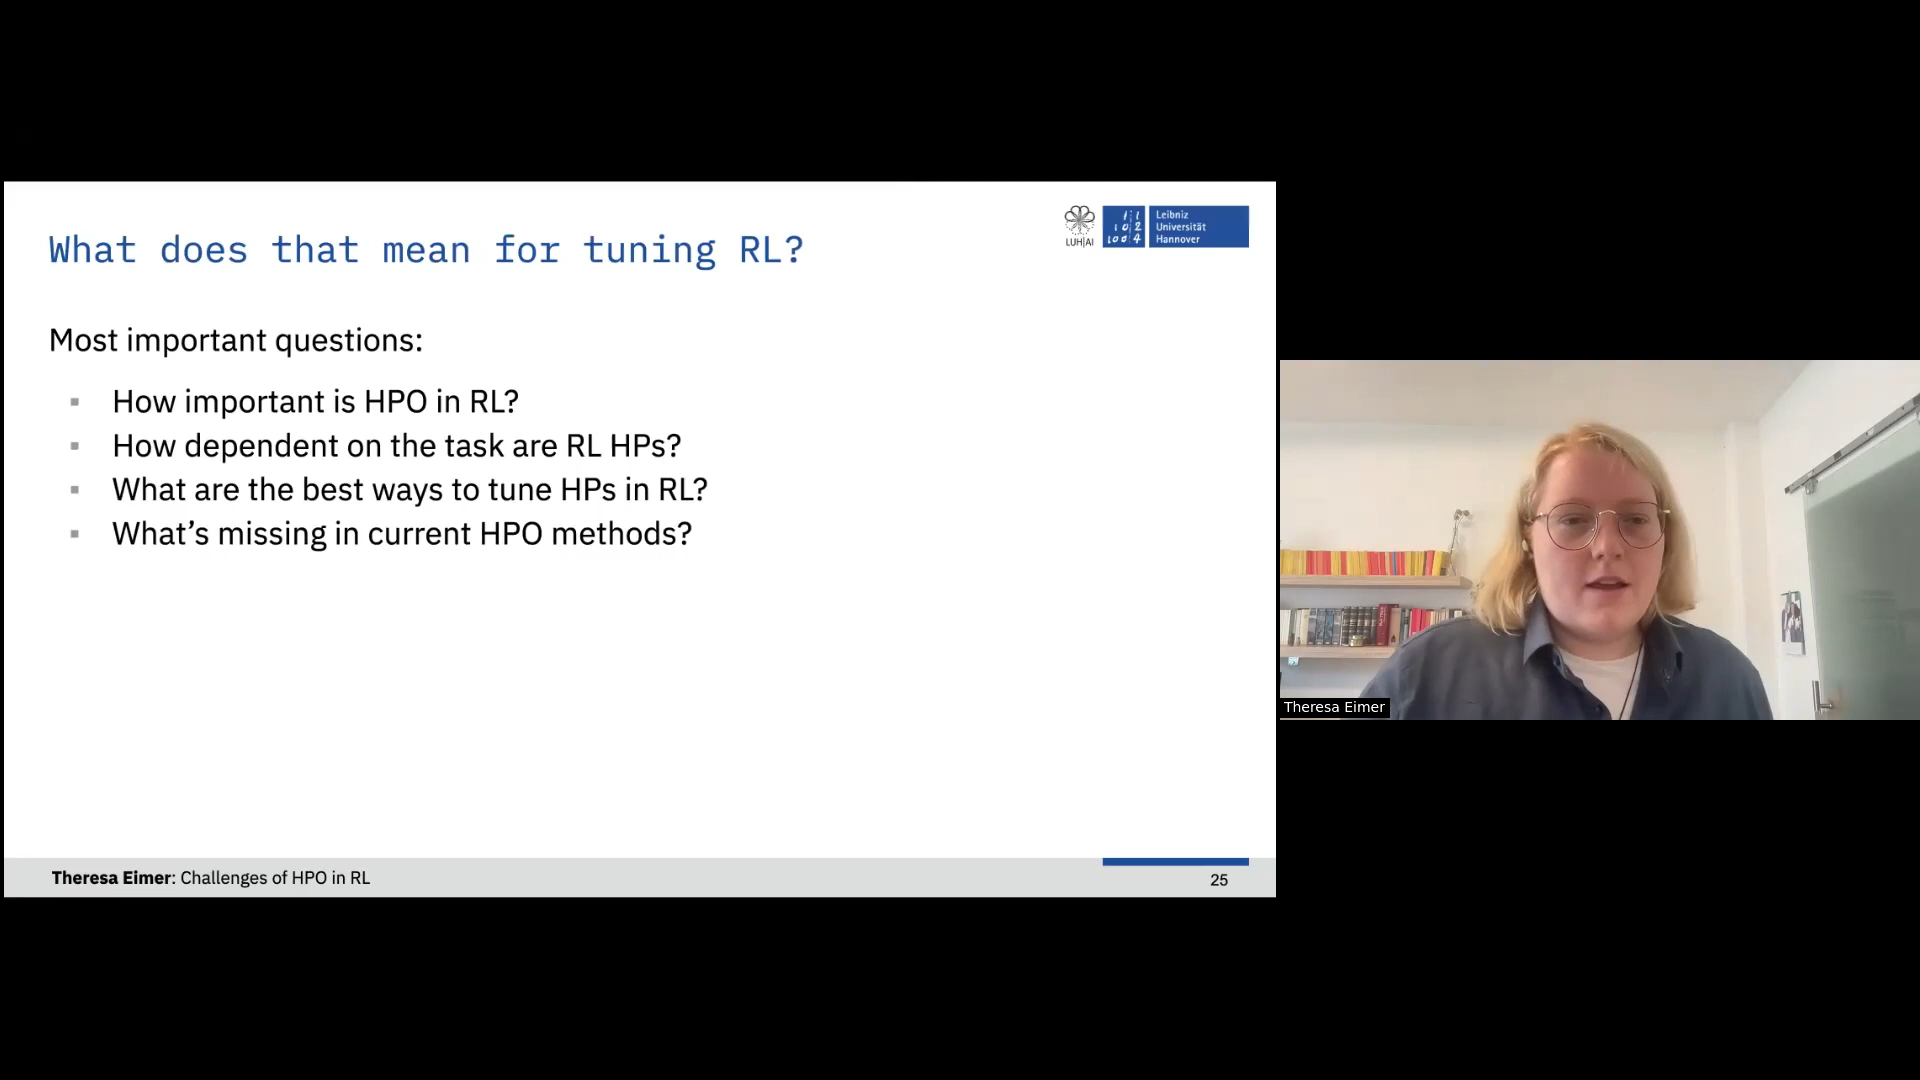 What does that mean for tuning RL?
LUH|AI
Leibniz
Universität
Hannover
Most important questions:
▪ How important is HPO in RL?
▪ How dependent on the task are RL HPs?
▪ What are the best ways to tune HPs in RL?
▪ What's missing in current HPO methods?
Theresa Eimer: Challenges of HPO in RL
25
Theresa Eimer